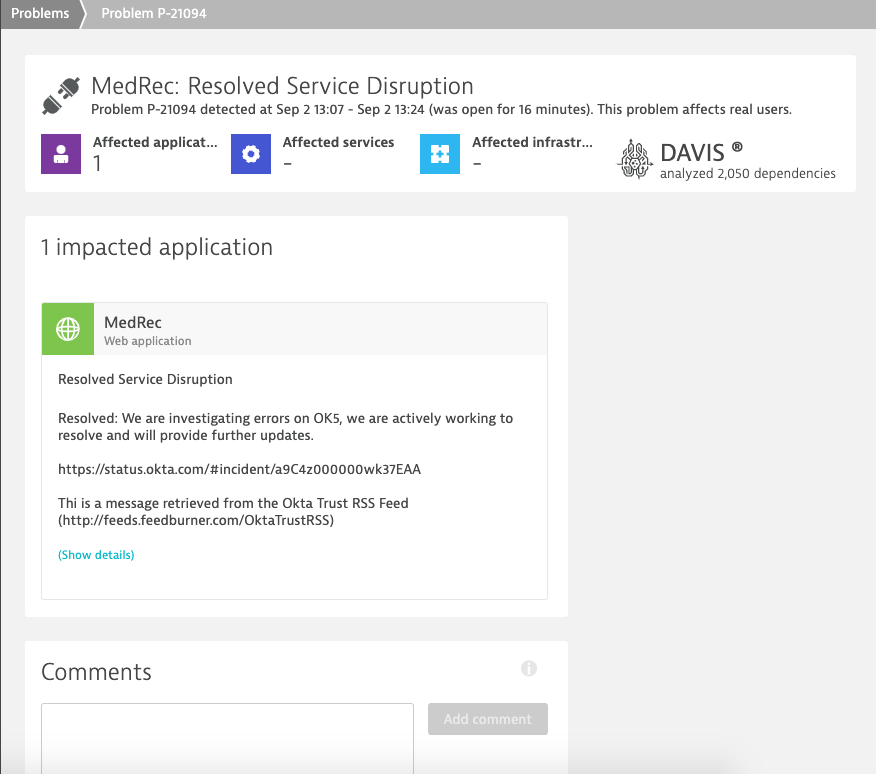 Problems
Problem P-21094
MedRec: Resolved Service Disruption
Problem P-21094 detected at Sep 2 13:07 - Sep 2 13:24 (was open for 16 minutes). This problem affects real users.
Affected applicat...
1
Affected services
–
Affected infrastr...
–
DAVIS ®
analyzed 2,050 dependencies
1 impacted application
MedRec
Web application
Resolved Service Disruption
Resolved: We are investigating errors on OK5, we are actively working to
resolve and will provide further updates.
https://status.okta.com/#incident/a9C4z000000wk37EAA
Thi is a message retrieved from the Okta Trust RSS Feed
(http://feeds.feedburner.com/OktaTrustRSS)
(Show details)
Comments
Add comment